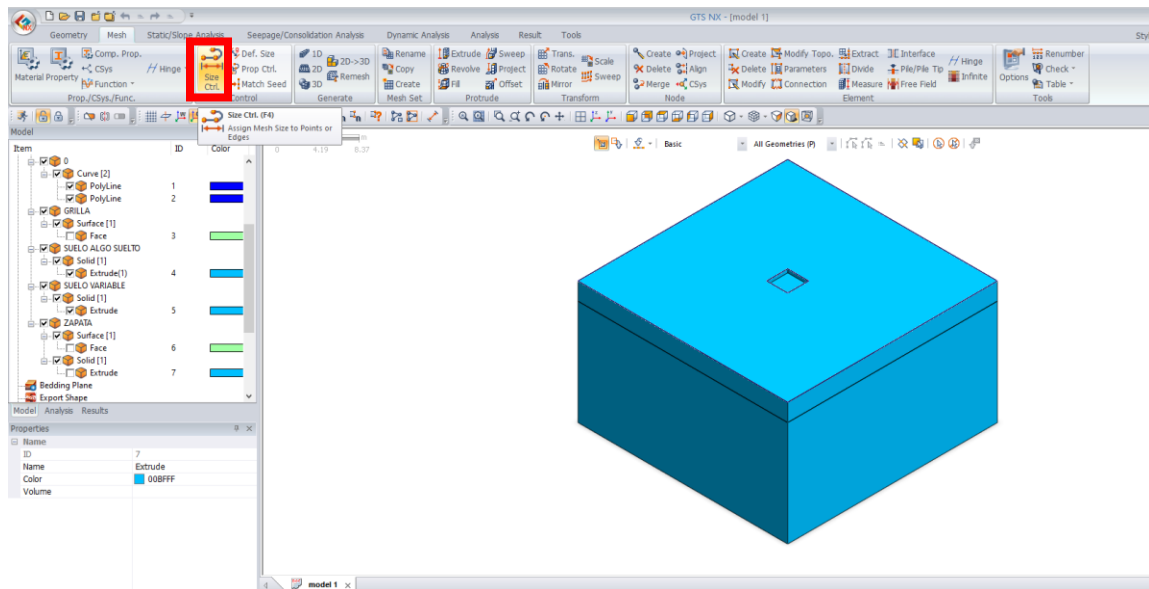 GTS NX - [model 1]
Geometry Mesh Static/Slope Analysis Seepage/Consolidation Analysis Dynamic Analysis Analysis Result Tools
Sty
Comp. Prop. Def. Size 1D 2D->3D Rename Extrude Sweep Trans. Scale Create Project Create Modify Topo. Extract Interface Hinge Renumber
CSys Hinge Size Prop Ctrl. 2D Copy Revolve Project Rotate Sweep Delete Align Delete Parameters Divide Pile/Pile Tip Infinite Options Check
Material Property Function Ctrl. Match Seed 3D Remesh Create Fill Offset Mirror Merge CSys Modify Connection Measure Free Field Table
Prop./CSys./Func. Control Generate Mesh Set Protrude Transform Node Element Tools
Size Ctrl. (F4)
Assign Mesh Size to Points or
Edges
Model
Item ID Color
0 4.19 8.37
Basic All Geometries (P)
0
Curve [2]
PolyLine 1
PolyLine 2
GRILLA
Surface [1]
Face 3
SUELO ALGO SUELTO
Solid [1]
Extrude(1) 4
SUELO VARIABLE
Solid [1]
Extrude 5
ZAPATA
Surface [1]
Face 6
Solid [1]
Extrude 7
Bedding Plane
Export Shape
Model Analysis Results
Properties
Name
ID 7
Name Extrude
Color 00BFFF
Volume
model 1